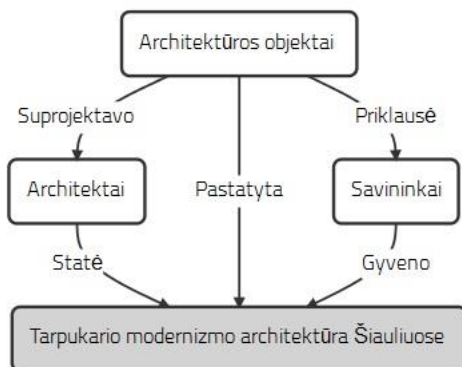 Architektūros objektai
Suprojektavo
Priklausė
Architektai
Pastatyta
Savininkai
Statė
Gyveno
Tarpukario modernizmo architektūra Šiauliuose